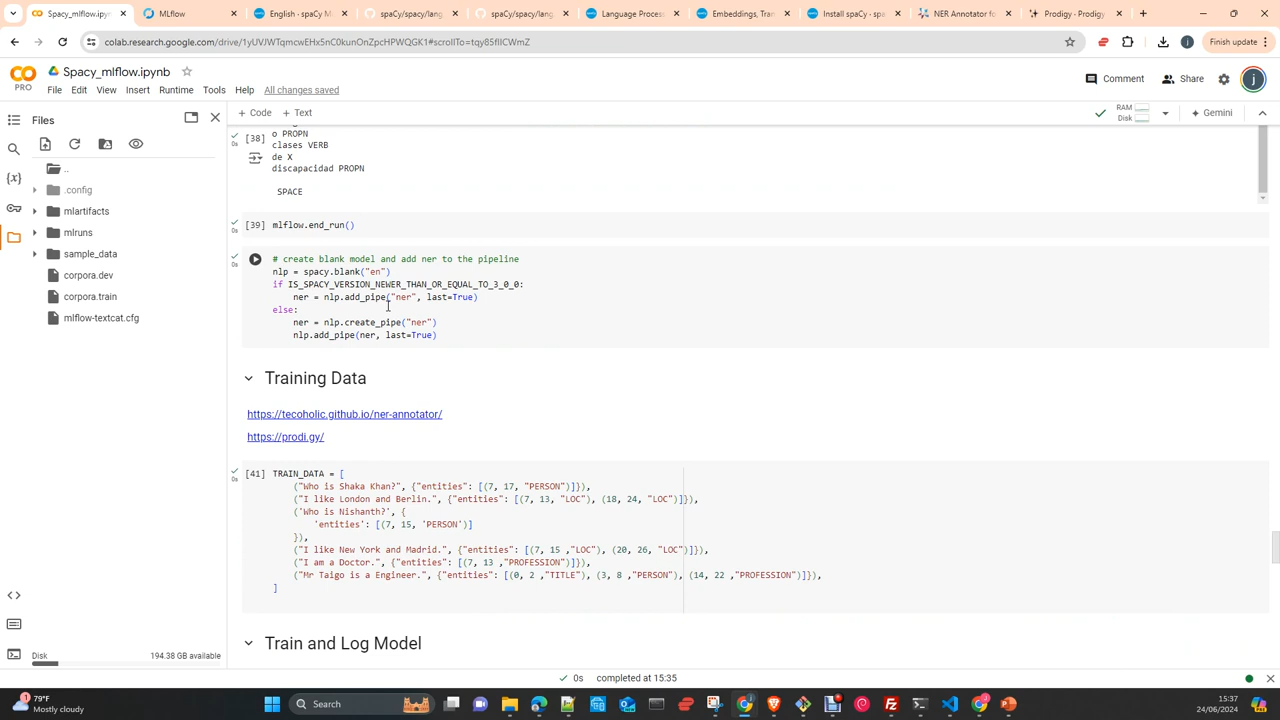 Spacy_mlflow.ipynb
MLflow
English - spaCy M
spaCy/spacy/lang
spaCy/spacy/lang
Language Process
Embeddings, Tran
Install spaCy · spa
NER Annotator fo
Prodigy · Prodigy
colab.research.google.com/drive/1yUVJWTqmcwEHx5nC0kunOnZpcHPWQGK1#scrollTo=tqy85fIICWmZ
Finish update
Spacy_mlflow.ipynb
PRO
File Edit View Insert Runtime Tools Help All changes saved
Comment
Share
j
Files
+ Code + Text
RAM
Disk
Gemini
..
.config
mlartifacts
mlruns
sample_data
corpora.dev
corpora.train
mlflow-textcat.cfg
[38]
0s
o PROPN
clases VERB
de X
discapacidad PROPN
SPACE
[39] mlflow.end_run()
0s
# create blank model and add ner to the pipeline
0s
nlp = spacy.blank("en")
if IS_SPACY_VERSION_NEWER_THAN_OR_EQUAL_TO_3_0_0:
ner = nlp.add_pipe("ner", last=True)
else:
ner = nlp.create_pipe("ner")
nlp.add_pipe(ner, last=True)
Training Data
https://tecoholic.github.io/ner-annotator/
https://prodi.gy/
[41] TRAIN_DATA = [
0s
("Who is Shaka Khan?", {"entities": [(7, 17, "PERSON")]}),
("I like London and Berlin.", {"entities": [(7, 13, "LOC"), (18, 24, "LOC")]}),
('Who is Nishanth?', {
'entities': [(7, 15, 'PERSON')]
}),
("I like New York and Madrid.", {"entities": [(7, 15 ,"LOC"), (20, 26, "LOC")]}),
("I am a Doctor.", {"entities": [(7, 13 ,"PROFESSION")]}),
("Mr Taigo is a Engineer.", {"entities": [(0, 2 ,"TITLE"), (3, 8 ,"PERSON"), (14, 22 ,"PROFESSION")]}),
]
Train and Log Model
Disk
194.38 GB available
0s completed at 15:35
79°F
Mostly cloudy
Search
15:37
24/06/2024